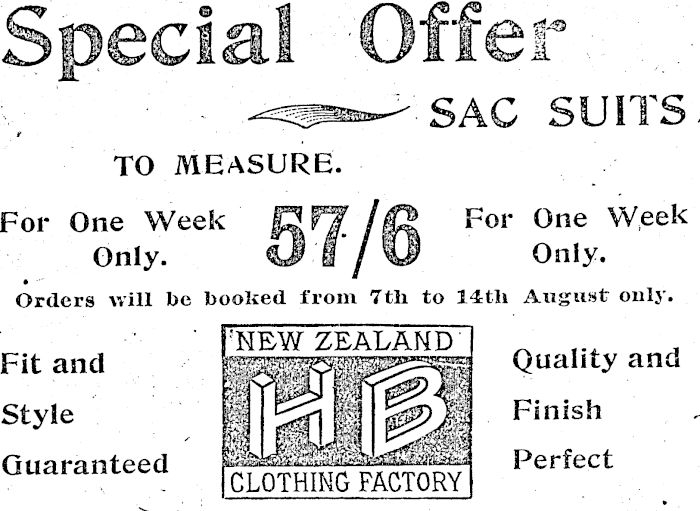 Special Offer
SAC SUITS
TO MEASURE.
For One Week
Only.
57/6
For One Week
Only.
Orders will be booked from 7th to 14th August only.
Fit and
Style
Guaranteed
NEW ZEALAND
HB
CLOTHING FACTORY
Quality and
Finish
Perfect